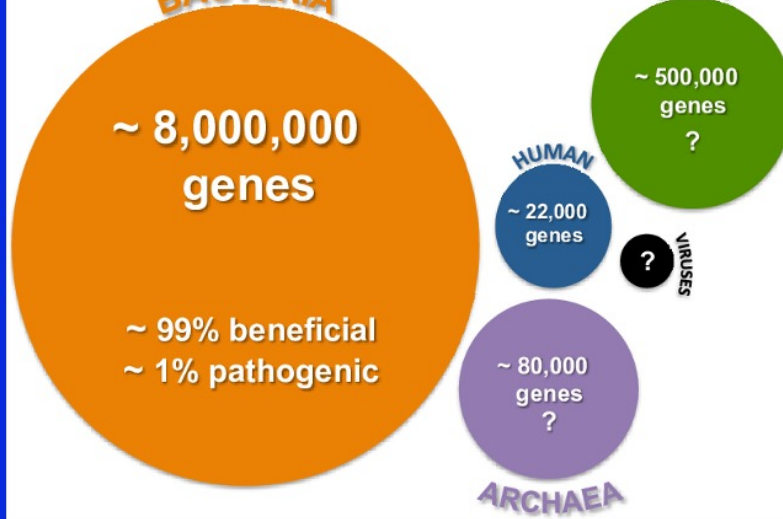 BACTERIA
~ 8,000,000
genes
~ 99% beneficial
~ 1% pathogenic
~ 500,000
genes
?
HUMAN
~ 22,000
genes
?
VIRUSES
~ 80,000
genes
?
ARCHAEA